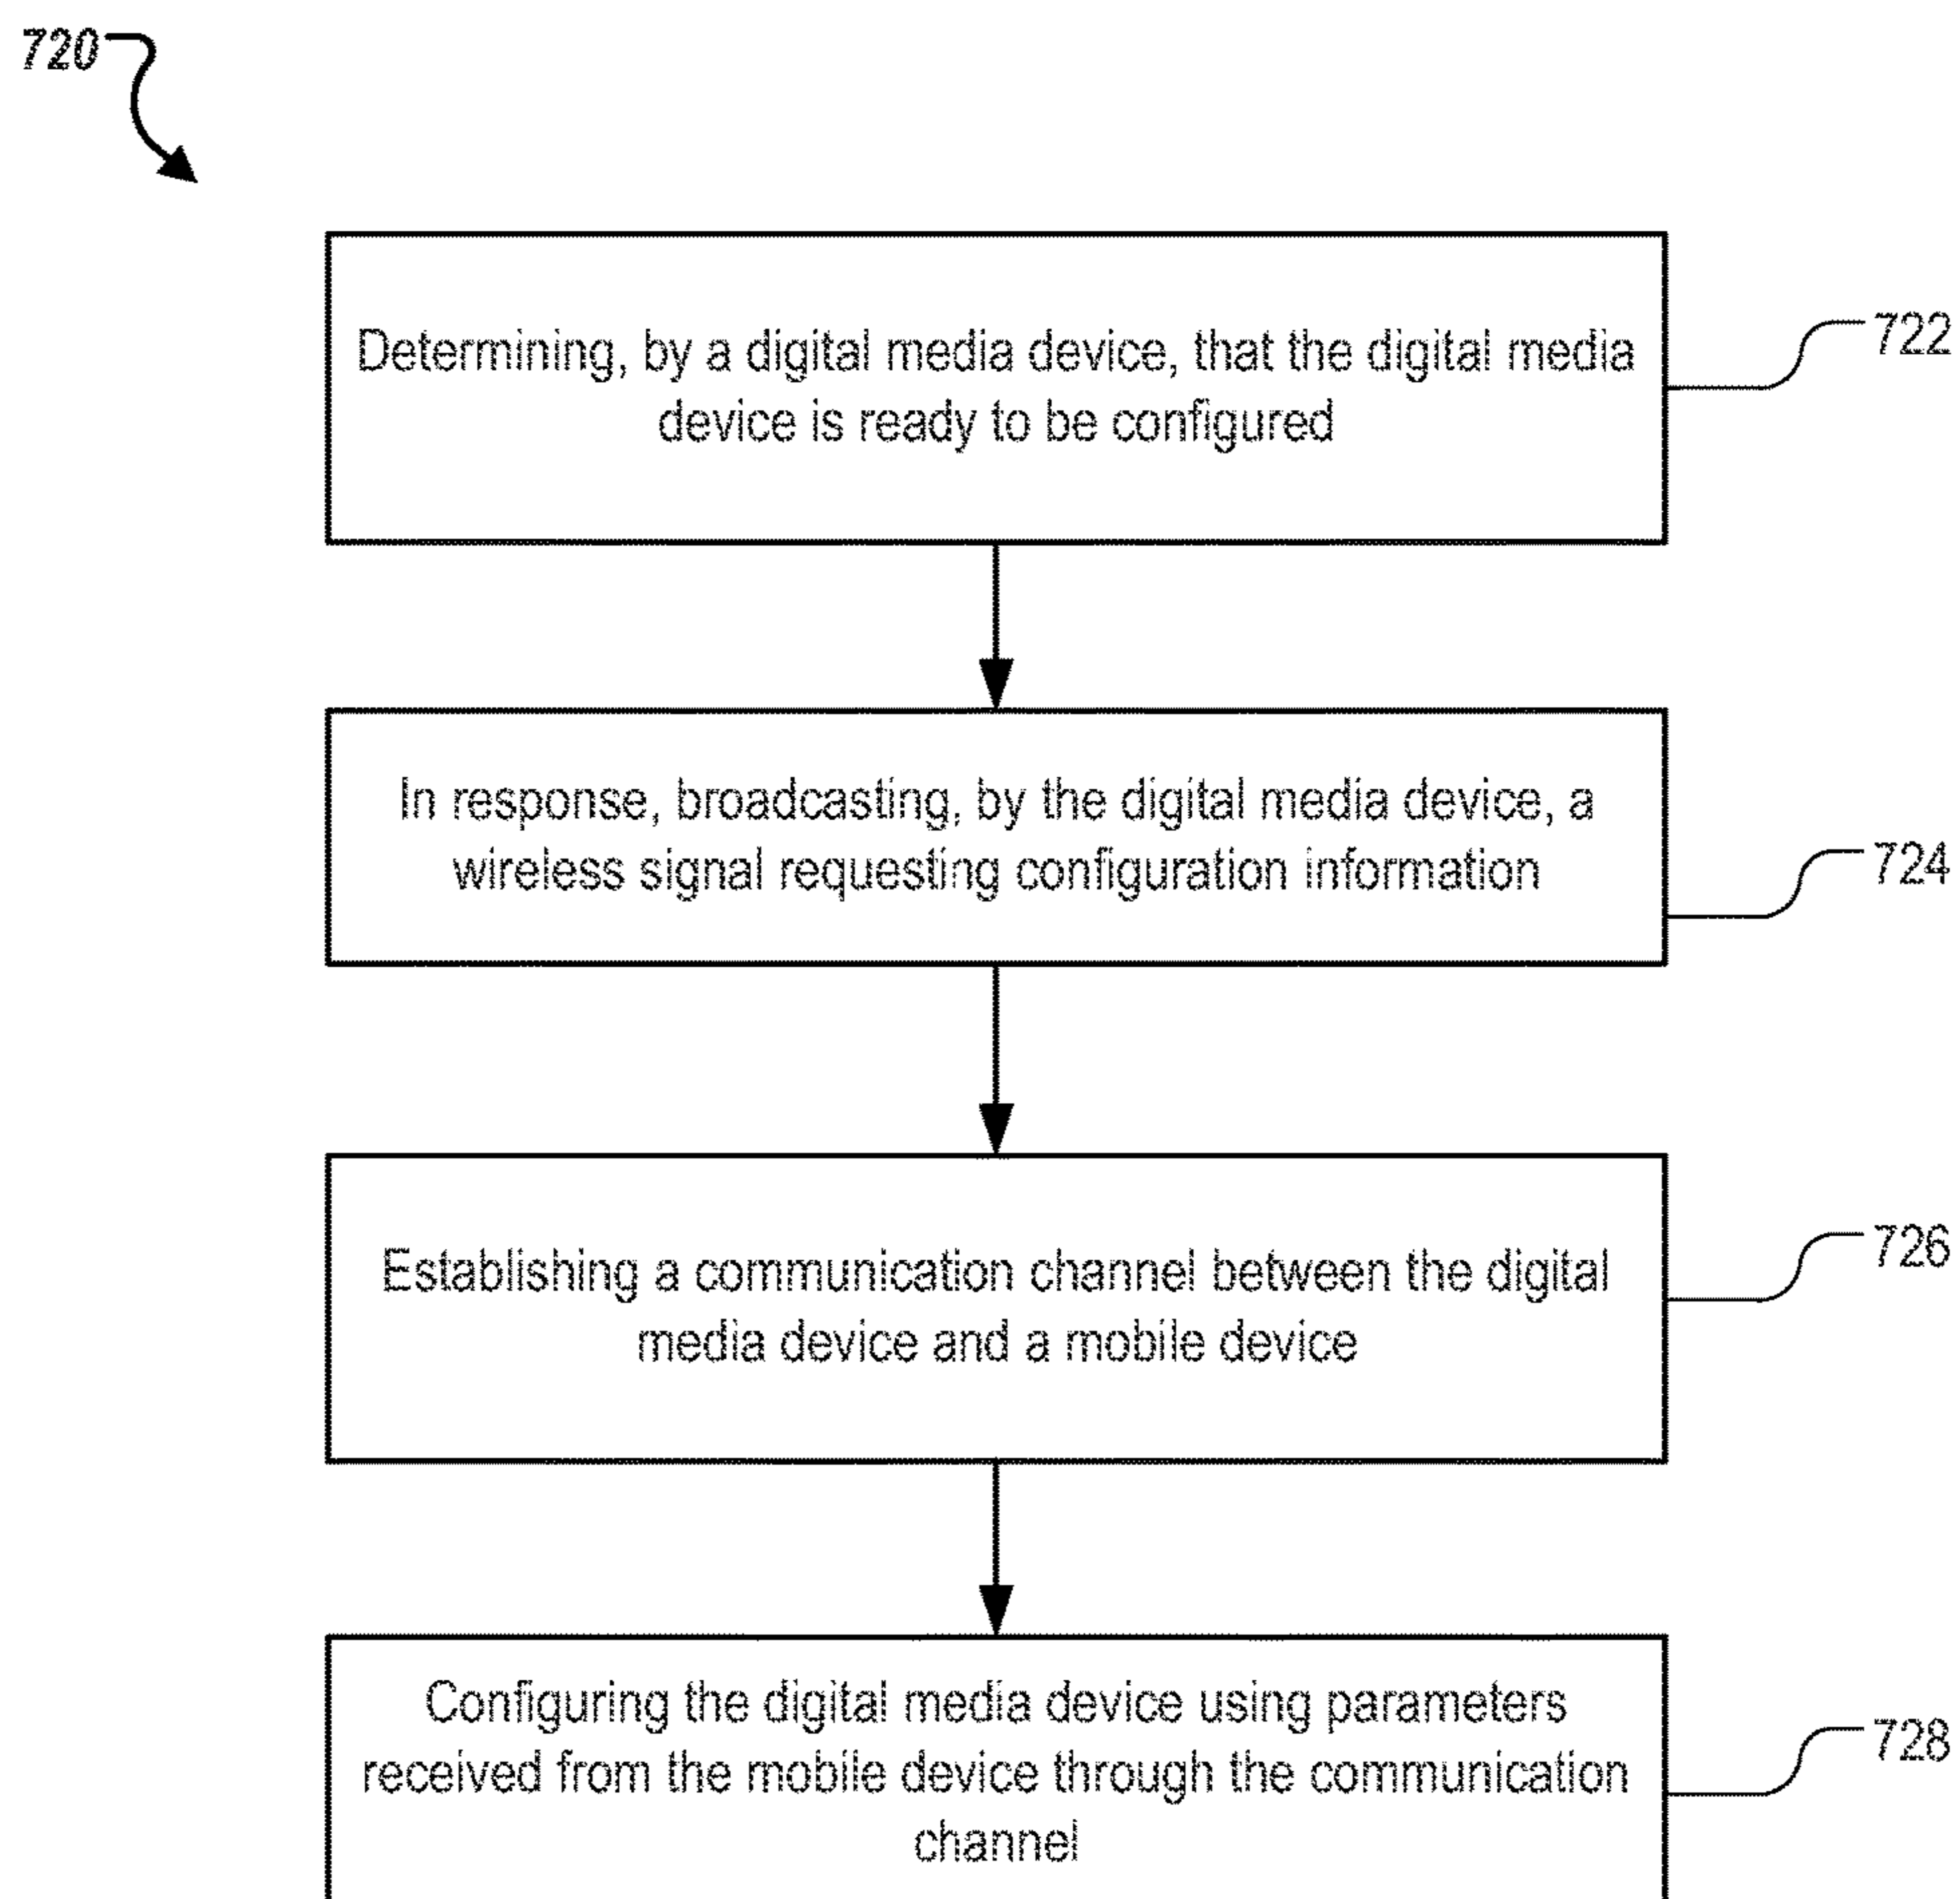 720
Determining, by a digital media device, that the digital media
device is ready to be configured
722
In response, broadcasting, by the digital media device, a
wireless signal requesting configuration information
724
Establishing a communication channel between the digital
media device and a mobile device
726
Configuring the digital media device using parameters
received from the mobile device through the communication
channel
728